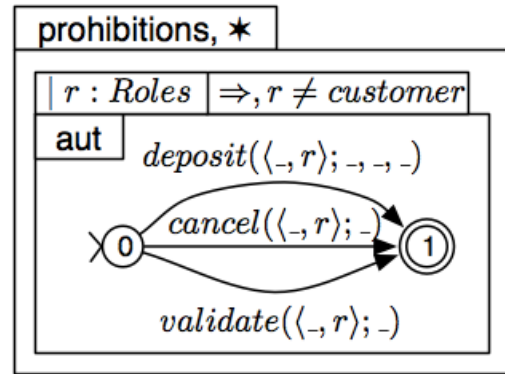 prohibitions, ∗
| r : Roles | ⇒, r ≠ customer
aut
deposit(⟨_, r⟩; _, _, _)
cancel(⟨_, r⟩; _)
0 1
validate(⟨_, r⟩; _)